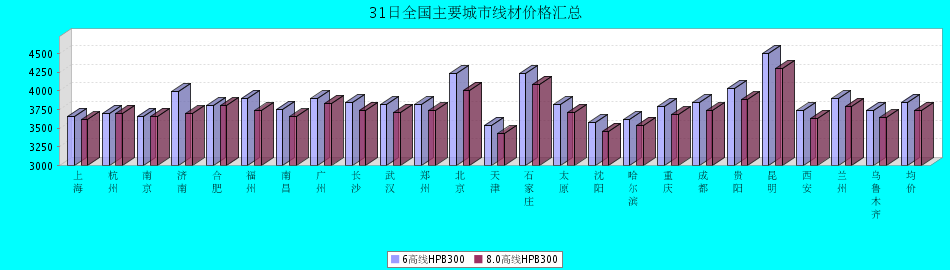 31日全国主要城市线材价格汇总
4500
4250
4000
3750
3500
3250
3000
上海 杭州 南京 济南 合肥 福州 南昌 广州 长沙 武汉 郑州 北京 天津 石家庄 太原 沈阳 哈尔滨 重庆 成都 贵阳 昆明 西安 兰州 乌鲁木齐 均价
6高线HPB300 8.0高线HPB300